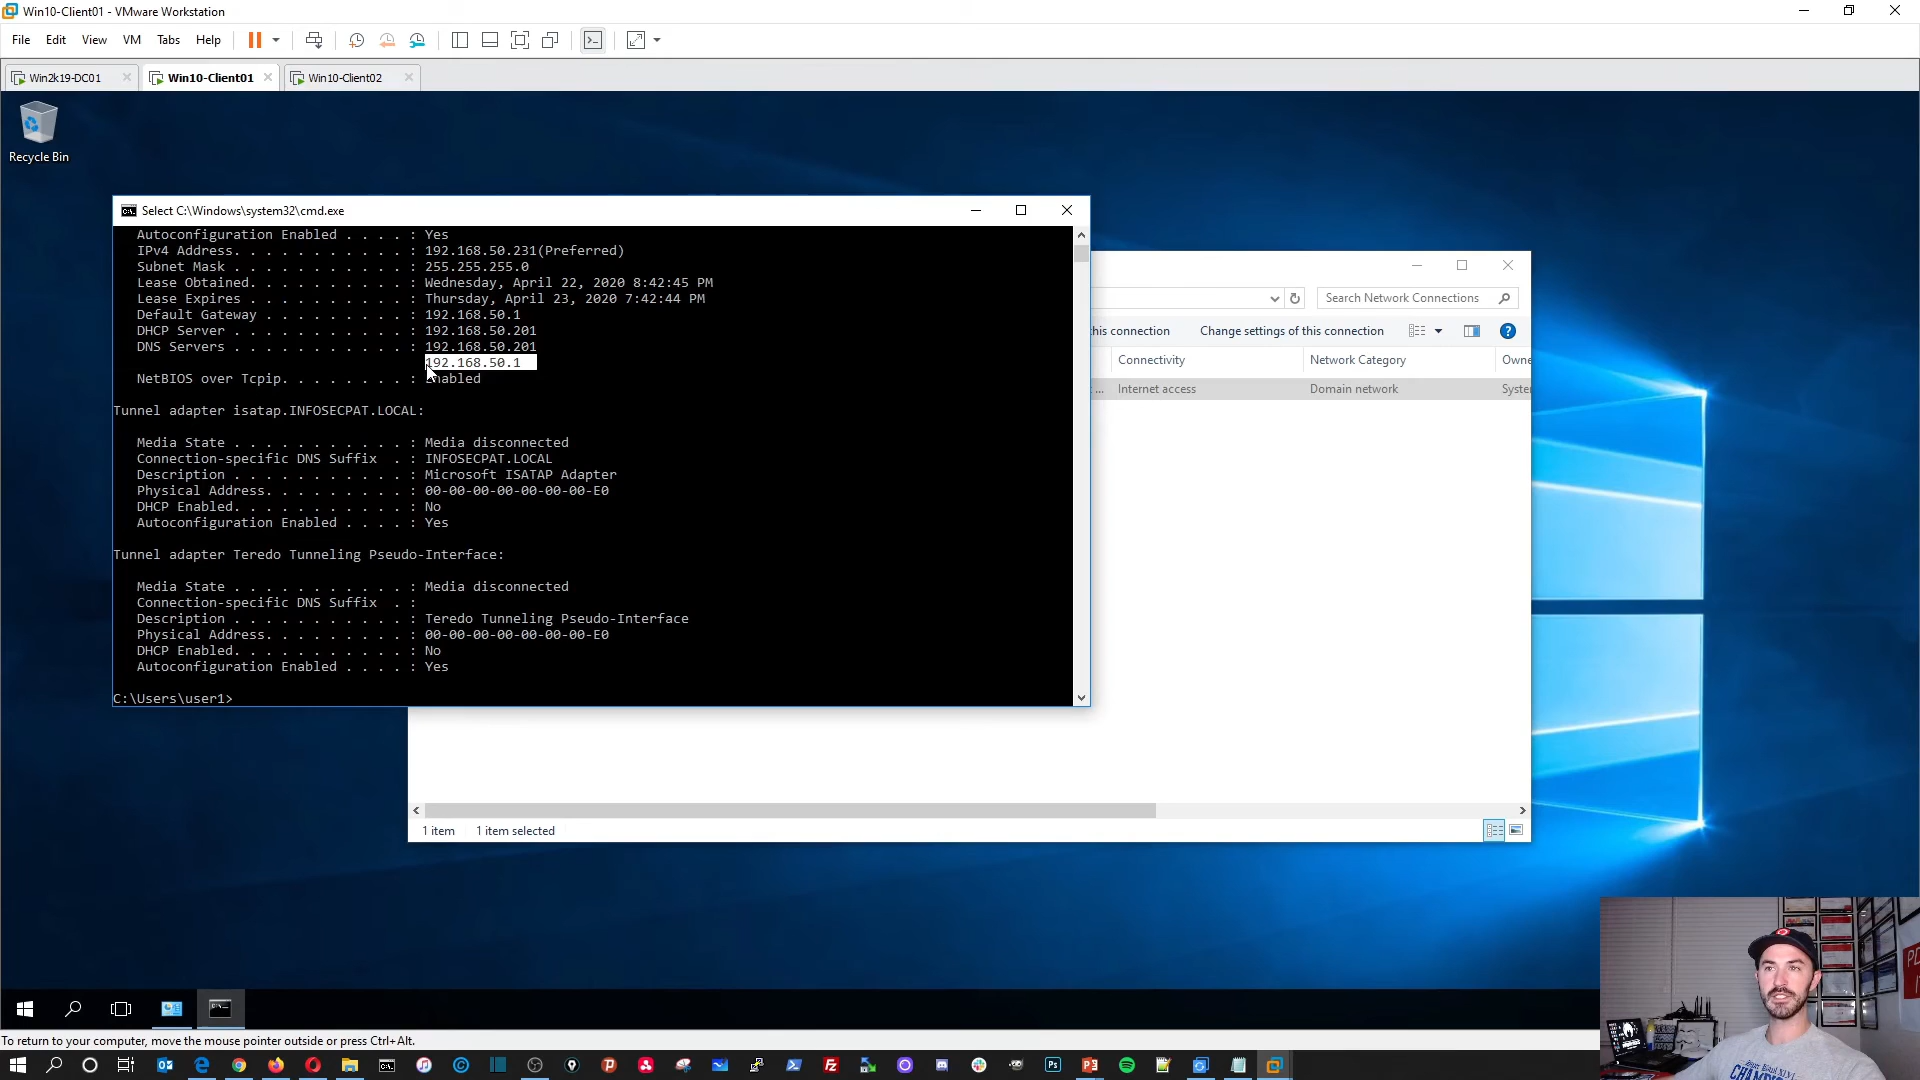 Win10-Client01 - VMware Workstation
File Edit View VM Tabs Help
Win2k19-DC01 Win10-Client01 Win10-Client02
Recycle Bin
Select C:\Windows\system32\cmd.exe
Autoconfiguration Enabled . . . . : Yes
IPv4 Address. . . . . . . . . . . : 192.168.50.231(Preferred)
Subnet Mask . . . . . . . . . . . : 255.255.255.0
Lease Obtained. . . . . . . . . . : Wednesday, April 22, 2020 8:42:45 PM
Lease Expires . . . . . . . . . . : Thursday, April 23, 2020 7:42:44 PM
Default Gateway . . . . . . . . . : 192.168.50.1
DHCP Server . . . . . . . . . . . : 192.168.50.201
DNS Servers . . . . . . . . . . . : 192.168.50.201
192.168.50.1
NetBIOS over Tcpip. . . . . . . . : Enabled
Tunnel adapter isatap.INFOSECPAT.LOCAL:
Media State . . . . . . . . . . . : Media disconnected
Connection-specific DNS Suffix  . : INFOSECPAT.LOCAL
Description . . . . . . . . . . . : Microsoft ISATAP Adapter
Physical Address. . . . . . . . . : 00-00-00-00-00-00-00-E0
DHCP Enabled. . . . . . . . . . . : No
Autoconfiguration Enabled . . . . : Yes
Tunnel adapter Teredo Tunneling Pseudo-Interface:
Media State . . . . . . . . . . . : Media disconnected
Connection-specific DNS Suffix  . :
Description . . . . . . . . . . . : Teredo Tunneling Pseudo-Interface
Physical Address. . . . . . . . . : 00-00-00-00-00-00-00-E0
DHCP Enabled. . . . . . . . . . . : No
Autoconfiguration Enabled . . . . : Yes
C:\Users\user1>
Search Network Connections
this connection Change settings of this connection
Connectivity Network Category Owne
... Internet access Domain network System
1 item 1 item selected
To return to your computer, move the mouse pointer outside or press Ctrl+Alt.